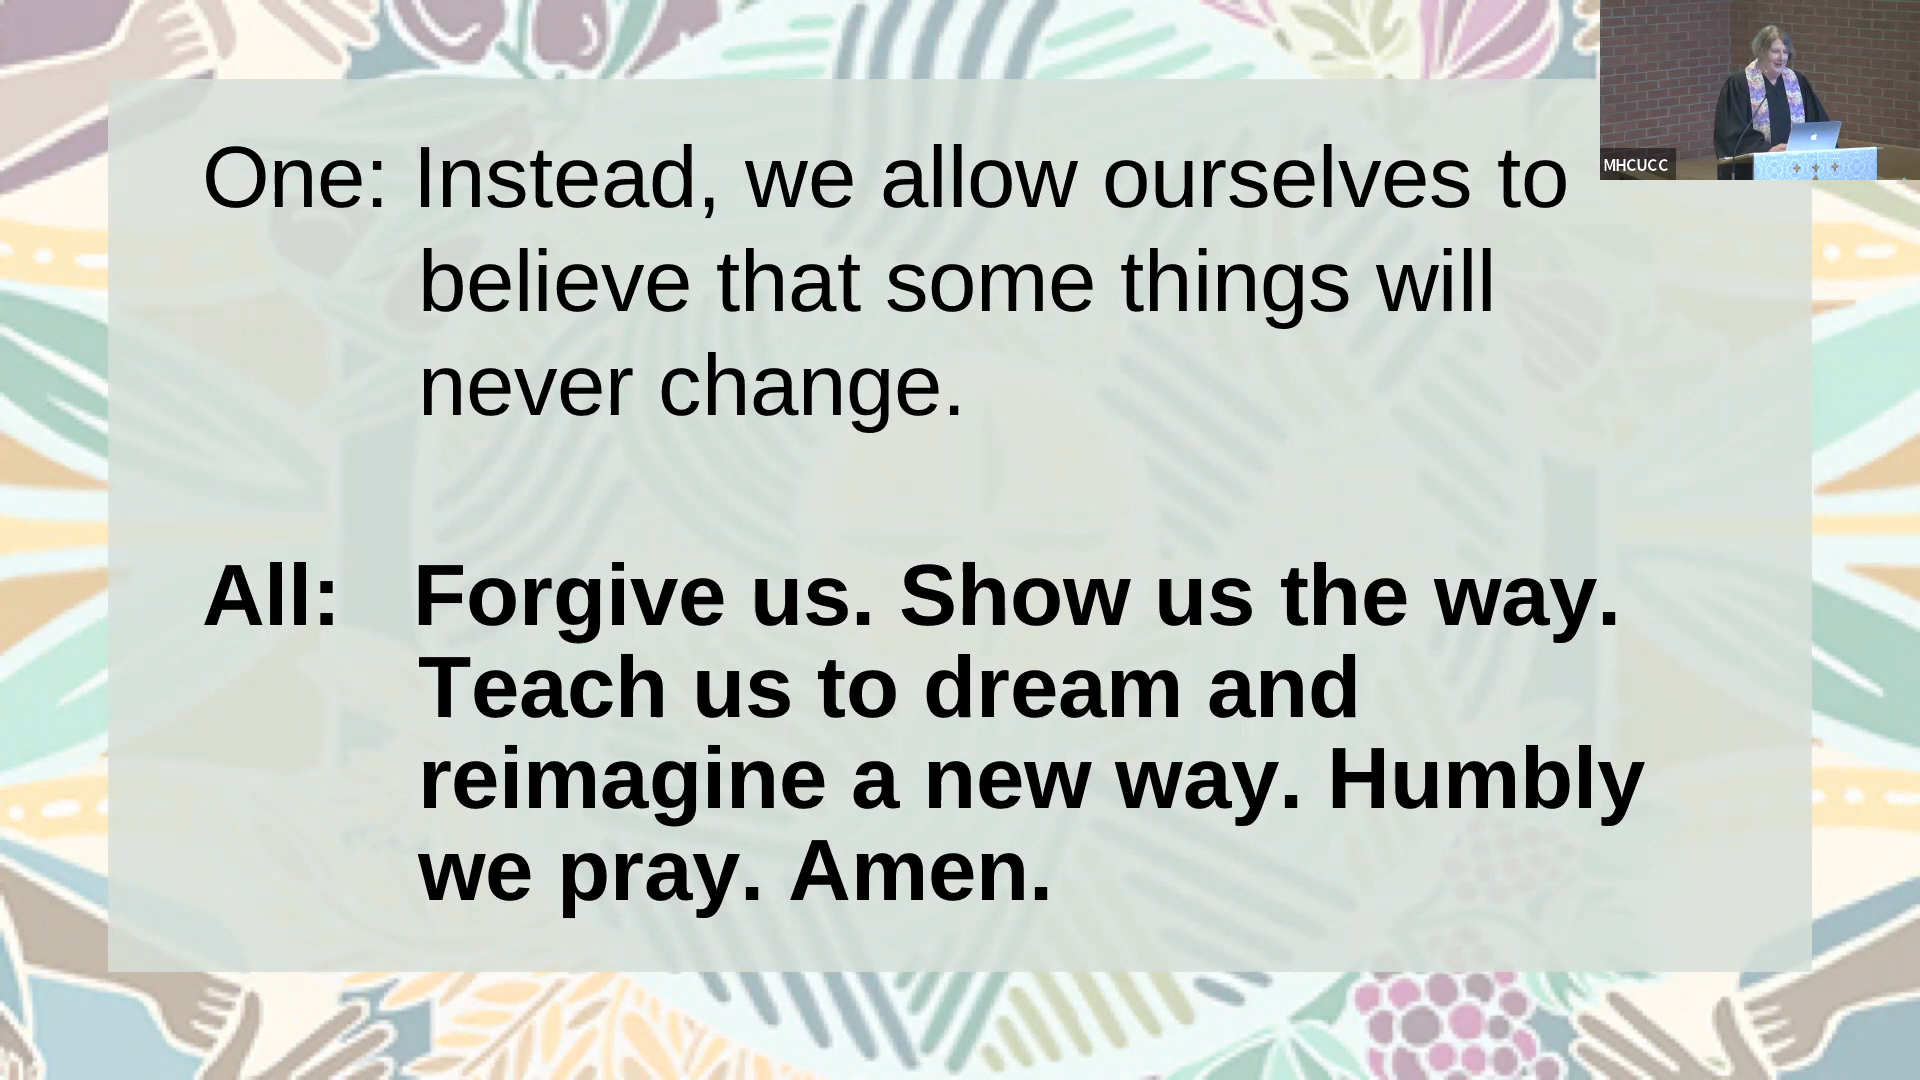 One: Instead, we allow ourselves to
believe that some things will
never change.
All: Forgive us. Show us the way.
Teach us to dream and
reimagine a new way. Humbly
we pray. Amen.
MHCUCC